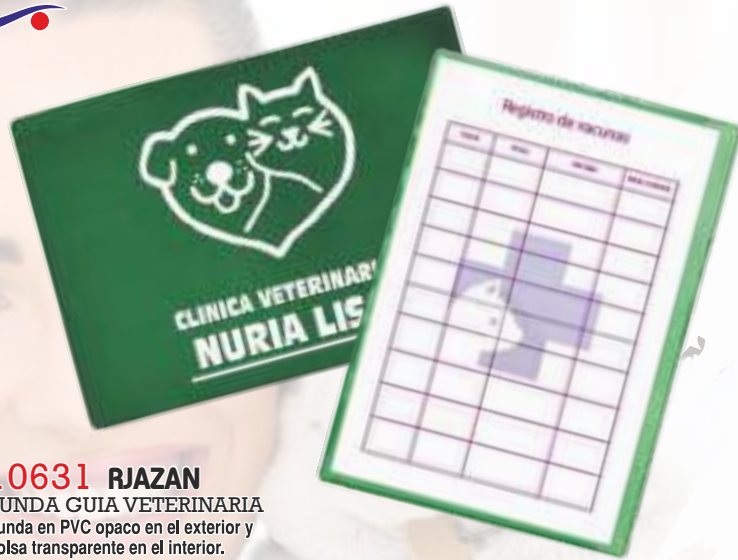 CLINICA VETERINARI
NURIA LIS
Registro de vacunas
.0631 RJAZAN
UNDA GUIA VETERINARIA
unda en PVC opaco en el exterior y
olsa transparente en el interior.